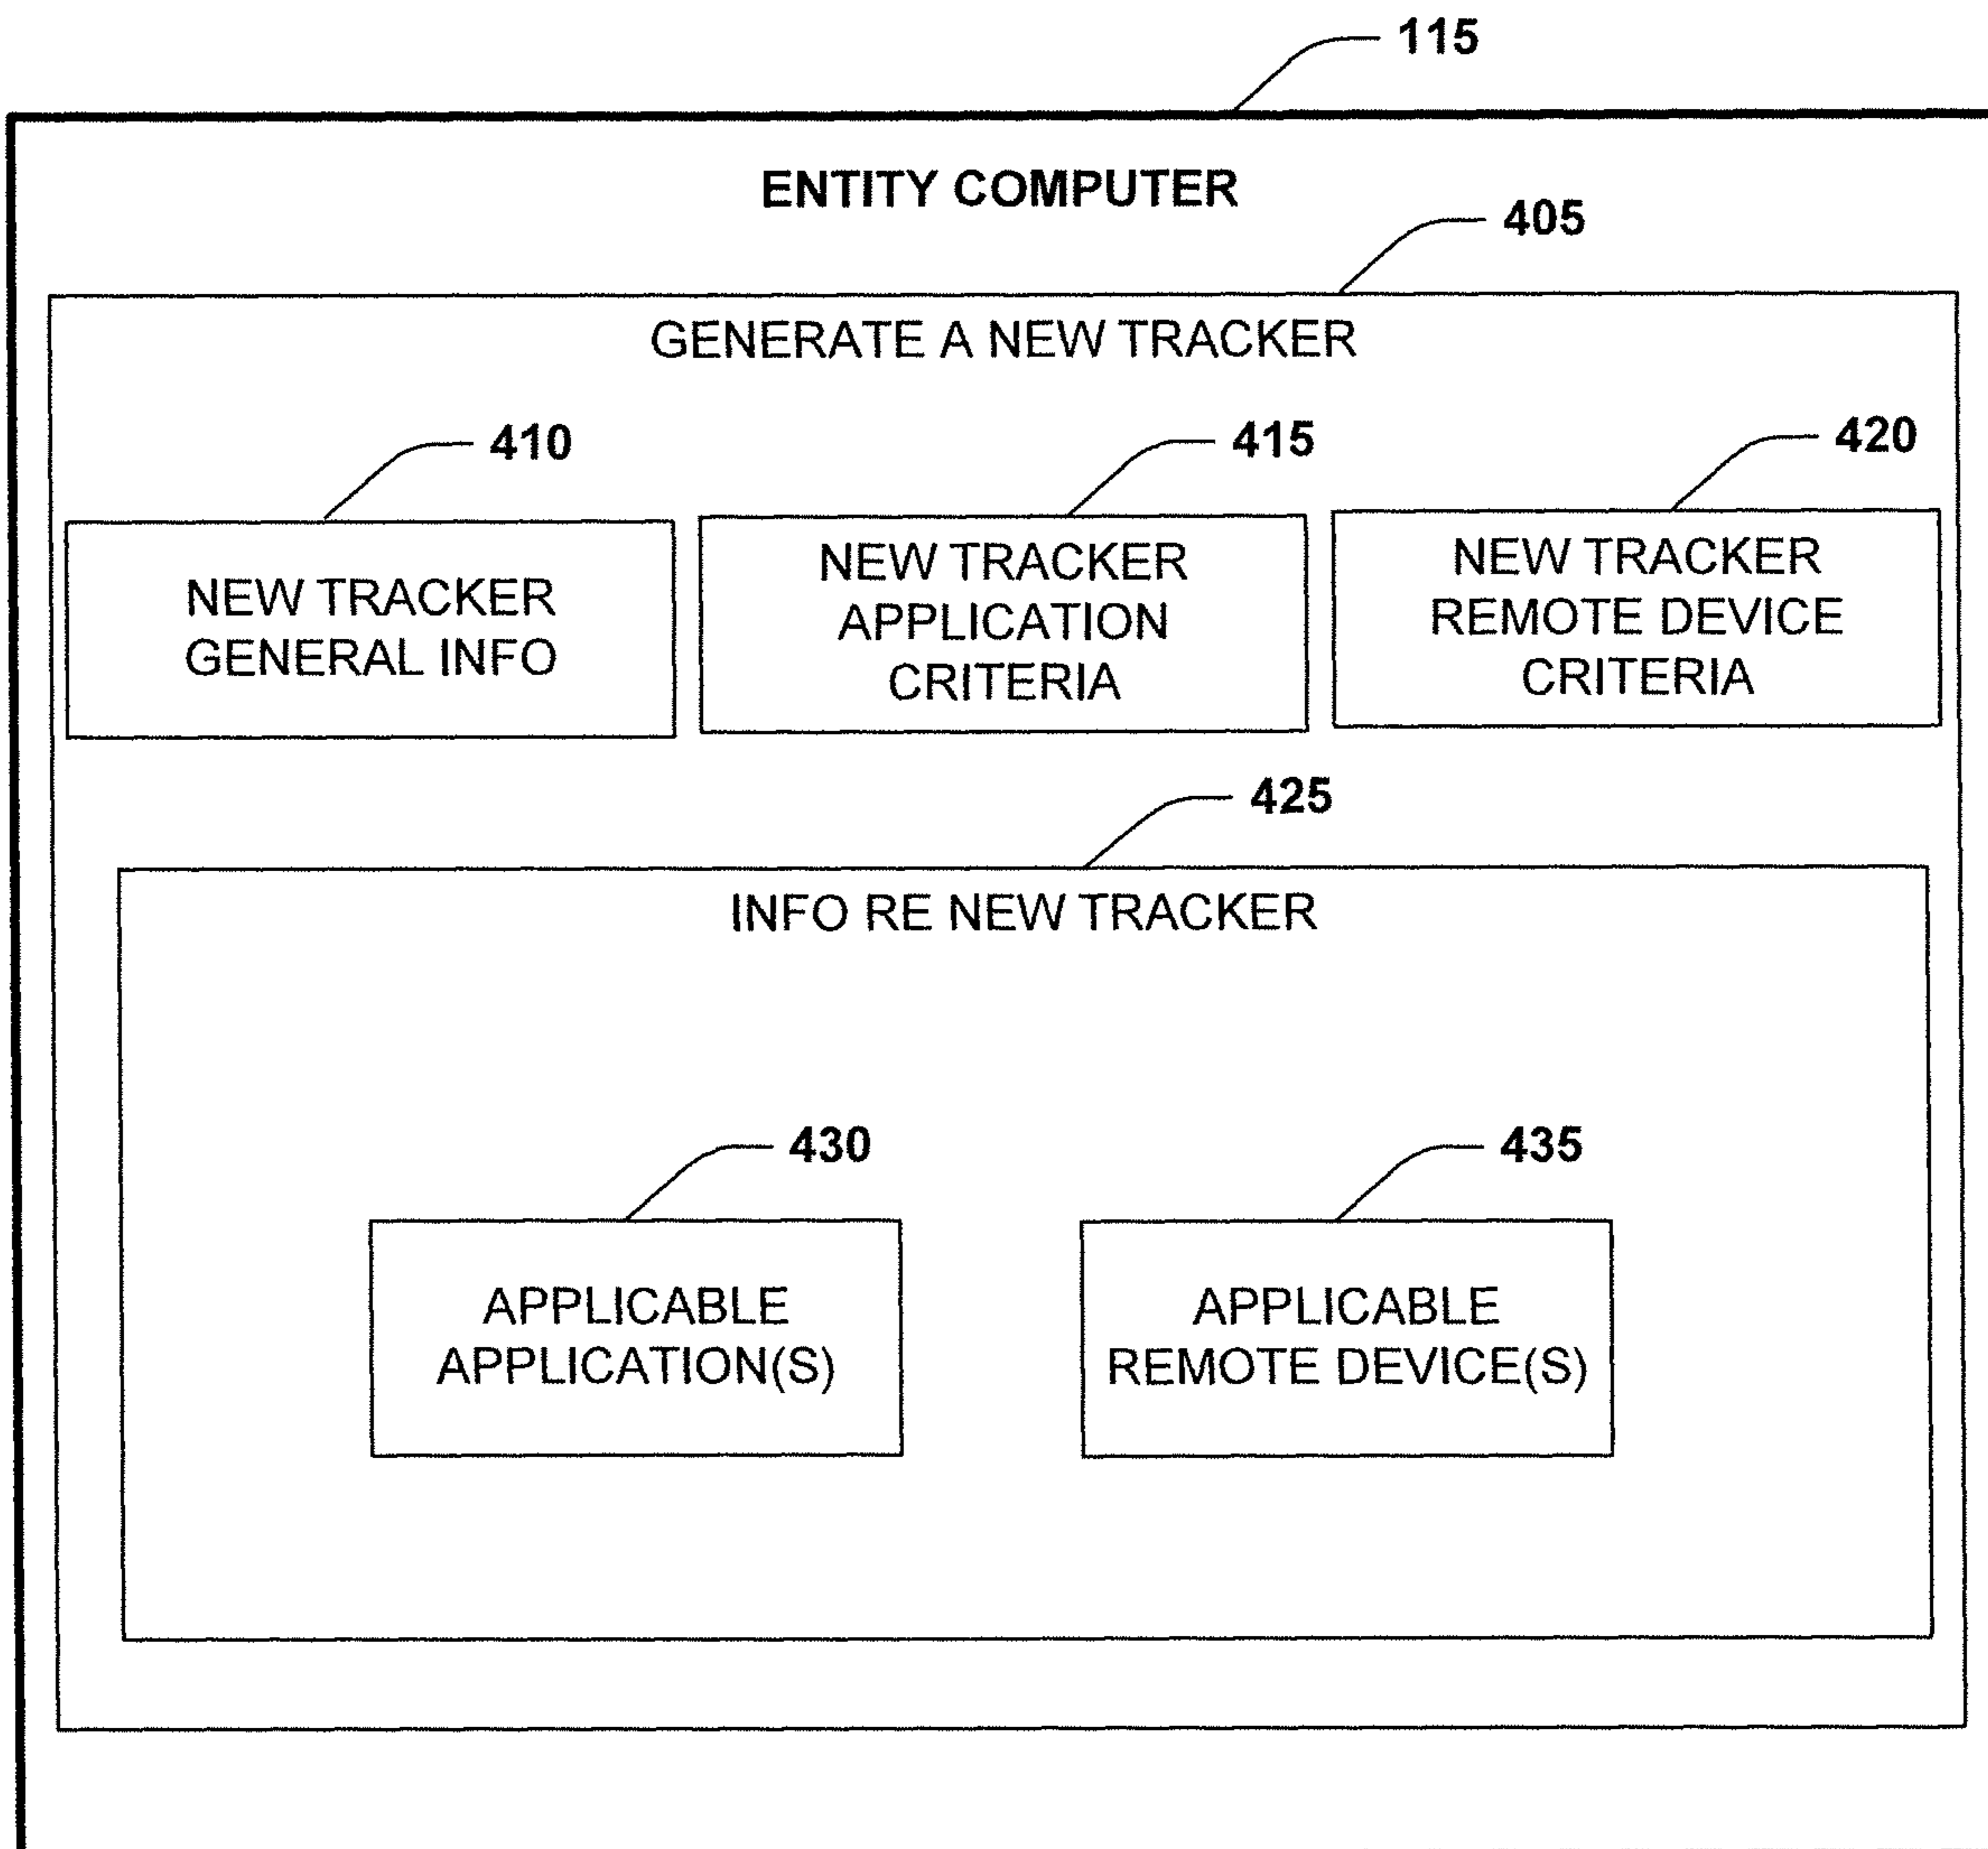 115
ENTITY COMPUTER
405
GENERATE A NEW TRACKER
410
415
420
NEW TRACKER
GENERAL INFO
NEW TRACKER
APPLICATION
CRITERIA
NEW TRACKER
REMOTE DEVICE
CRITERIA
425
INFO RE NEW TRACKER
430
435
APPLICABLE
APPLICATION(S)
APPLICABLE
REMOTE DEVICE(S)